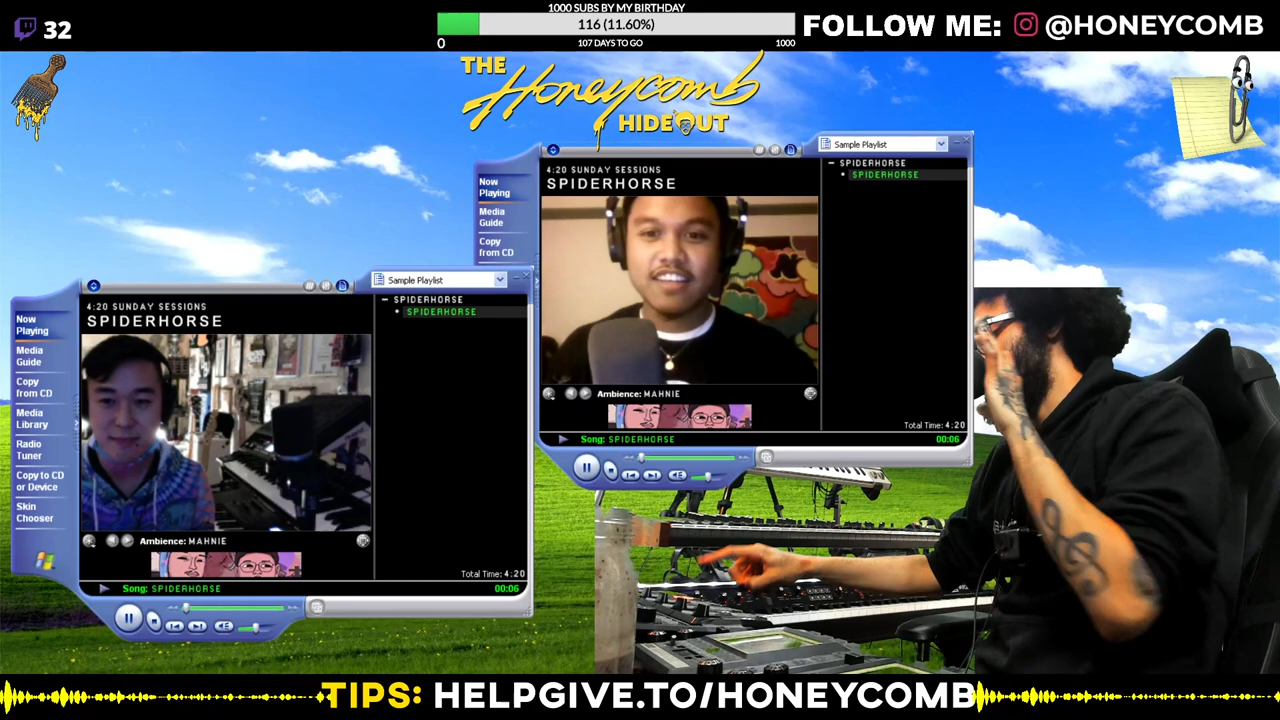 32
1000 SUBS BY MY BIRTHDAY
116 (11.60%)
0
107 DAYS TO GO
1000
FOLLOW ME: @HONEYCOMB
THE
Honeycomb
HIDEOUT
Sample Playlist
4:20 SUNDAY SESSIONS
SPIDERHORSE
SPIDERHORSE
SPIDERHORSE
Now
Playing
Media
Guide
Copy
from CD
Ambience: MAHNIE
Total Time: 4:20
Song: SPIDERHORSE
00:06
Sample Playlist
4:20 SUNDAY SESSIONS
SPIDERHORSE
SPIDERHORSE
SPIDERHORSE
Now
Playing
Media
Guide
Copy
from CD
Media
Library
Radio
Tuner
Copy to CD
or Device
Skin
Chooser
Ambience: MAHNIE
Total Time: 4:20
Song: SPIDERHORSE
00:06
TIPS: HELPGIVE.TO/HONEYCOMB